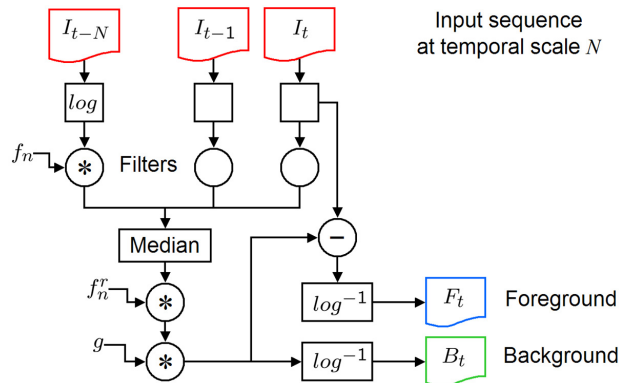 I_{t-N} I_{t-1} I_t Input sequence
at temporal scale N
log
f_n * Filters
Median −
f_n^r * log^{-1} F_t Foreground
g * log^{-1} B_t Background